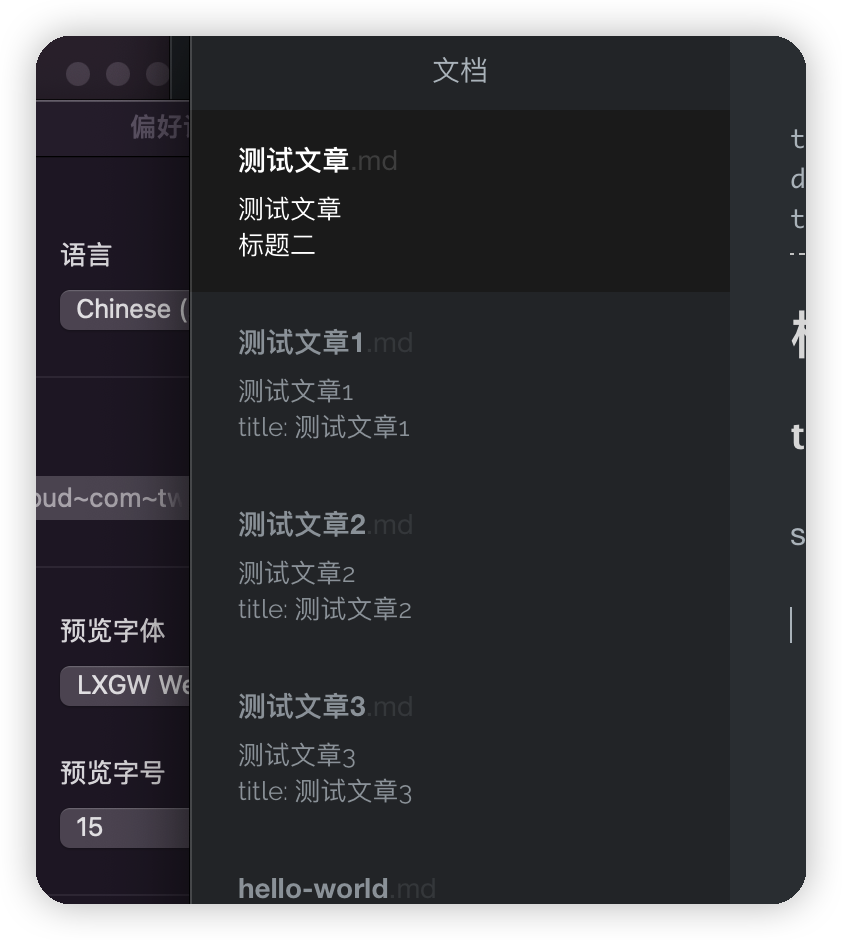 偏好
语言
Chinese (
oud~com~tw
预览字体
LXGW We
预览字号
15
文档
测试文章.md
测试文章
标题二
测试文章1.md
测试文章1
title: 测试文章1
测试文章2.md
测试文章2
title: 测试文章2
测试文章3.md
测试文章3
title: 测试文章3
hello-world.md
t
d
t
--
t
s